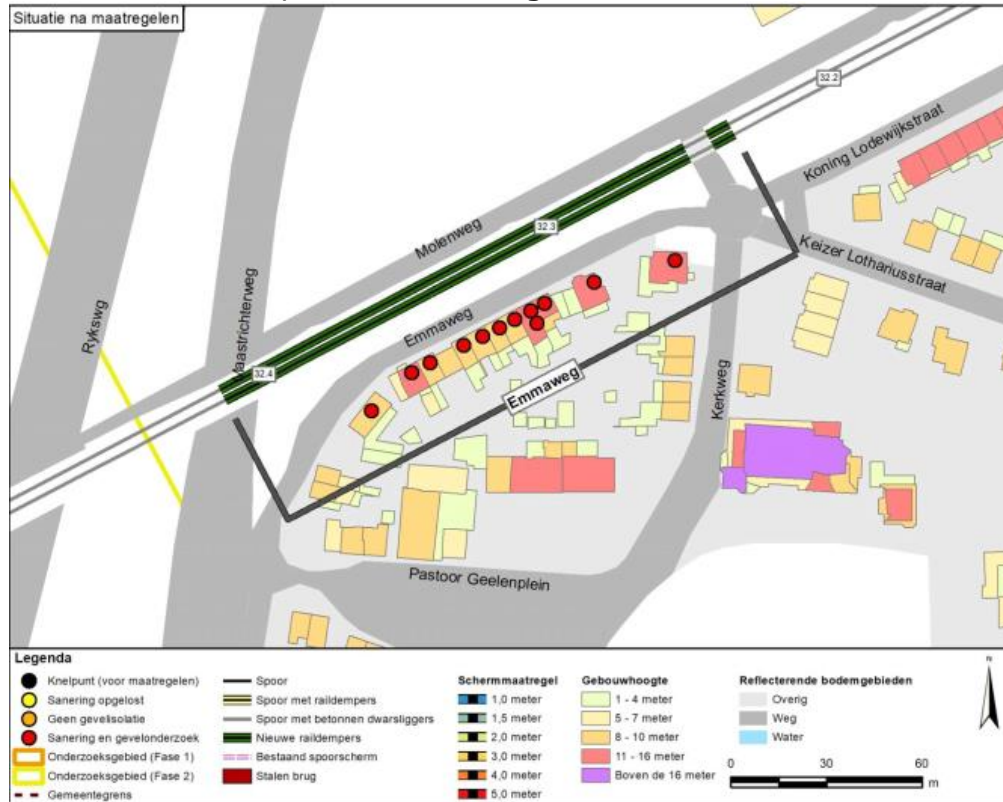 Situatie na maatregelen
32.2
Koning Lodewijkstraat
Molenweg
32.3
Keizer Lothariusstraat
Ryksweg
Maastrichterweg
Emmaweg
32.4
Emmaweg
Kerkweg
Pastoor Geelenplein
Legenda
Knelpunt (voor maatregelen)
Sanering opgelost
Geen gevelisolatie
Sanering en gevelonderzoek
Onderzoeksgebied (Fase 1)
Onderzoeksgebied (Fase 2)
Gemeentegrens
Spoor
Spoor met raildempers
Spoor met betonnen dwarsliggers
Nieuwe raildempers
Bestaand spoorscherm
Stalen brug
Schermmaatregel
1,0 meter
1,5 meter
2,0 meter
3,0 meter
4,0 meter
5,0 meter
Gebouwhoogte
1 - 4 meter
5 - 7 meter
8 - 10 meter
11 - 16 meter
Boven de 16 meter
Reflecterende bodemgebieden
Overig
Weg
Water
N
0 30 60
m